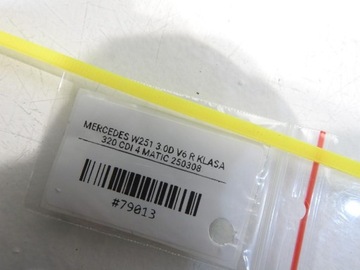 MERCEDES W251 3.0D V6 R KLASA
320 CDI 4 MATIC 250308
#79013